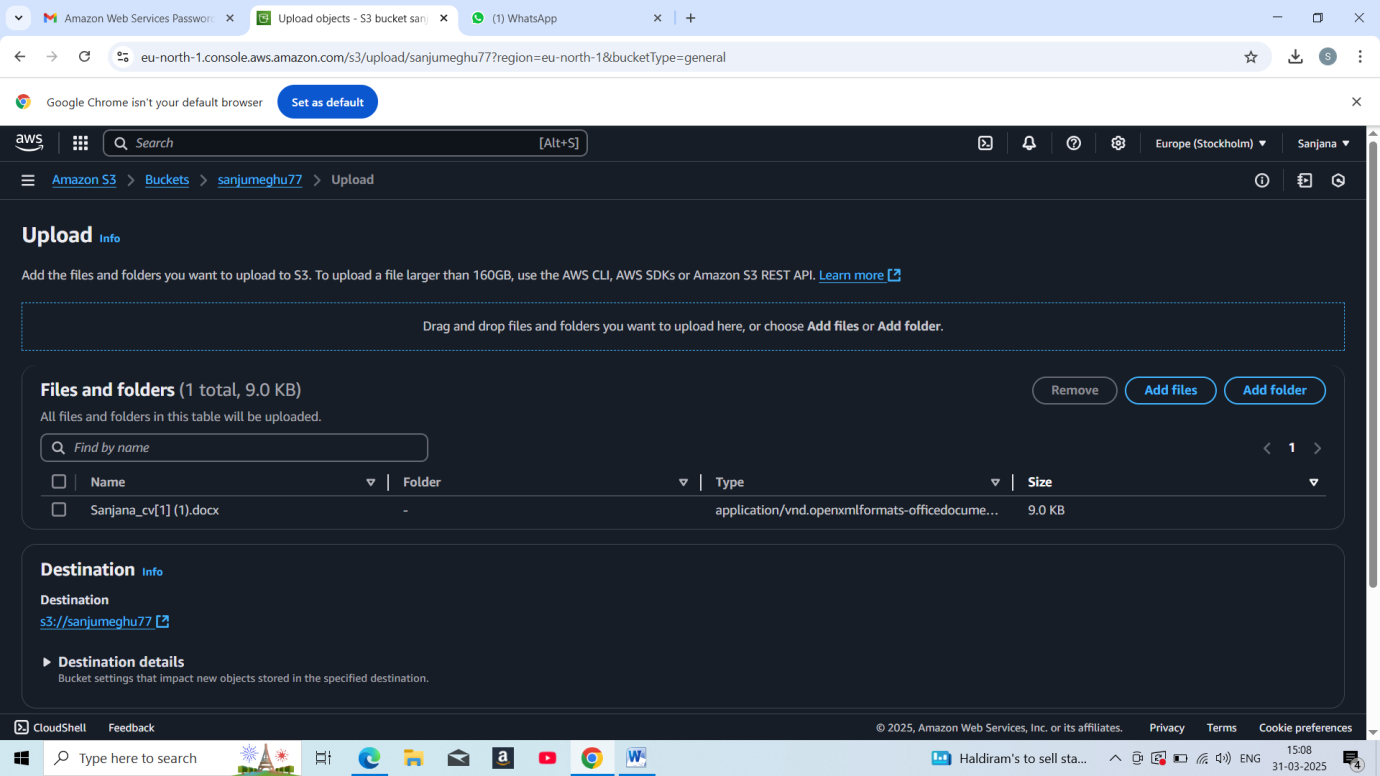 Amazon Web Services Password
Upload objects - S3 bucket sanj
(1) WhatsApp
eu-north-1.console.aws.amazon.com/s3/upload/sanjumeghu77?region=eu-north-1&bucketType=general
S
Google Chrome isn't your default browser
Set as default
aws
Search
[Alt+S]
Europe (Stockholm)
Sanjana
Amazon S3
Buckets
sanjumeghu77
Upload
Upload Info
Add the files and folders you want to upload to S3. To upload a file larger than 160GB, use the AWS CLI, AWS SDKs or Amazon S3 REST API. Learn more
Drag and drop files and folders you want to upload here, or choose Add files or Add folder.
Files and folders (1 total, 9.0 KB)
Remove
Add files
Add folder
All files and folders in this table will be uploaded.
Find by name
1
Name
Folder
Type
Size
Sanjana_cv[1] (1).docx
-
application/vnd.openxmlformats-officedocume...
9.0 KB
Destination Info
Destination
s3://sanjumeghu77
Destination details
Bucket settings that impact new objects stored in the specified destination.
CloudShell
Feedback
© 2025, Amazon Web Services, Inc. or its affiliates.
Privacy
Terms
Cookie preferences
Type here to search
Haldiram's to sell sta...
ENG
15:08
31-03-2025
4